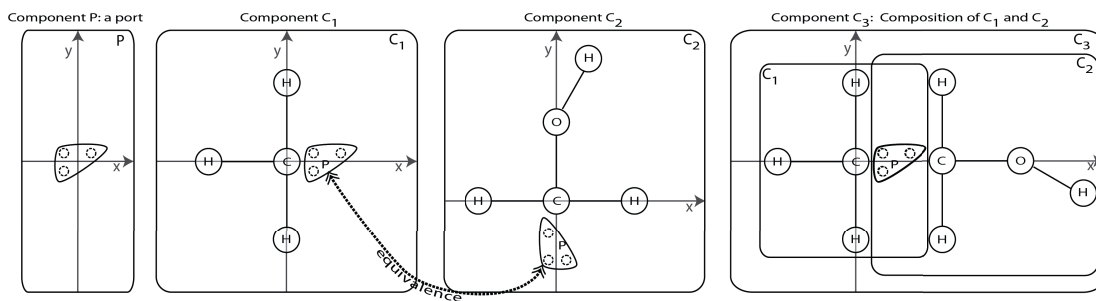 Component P: a port
P
y
x
Component C1
C1
y
x
H
H
C
P
H
equivalence
Component C2
C2
y
x
H
O
H
C
H
P
Component C3: Composition of C1 and C2
C3
C2
C1
y
x
H
H
H
C
P
C
O
H
H
H